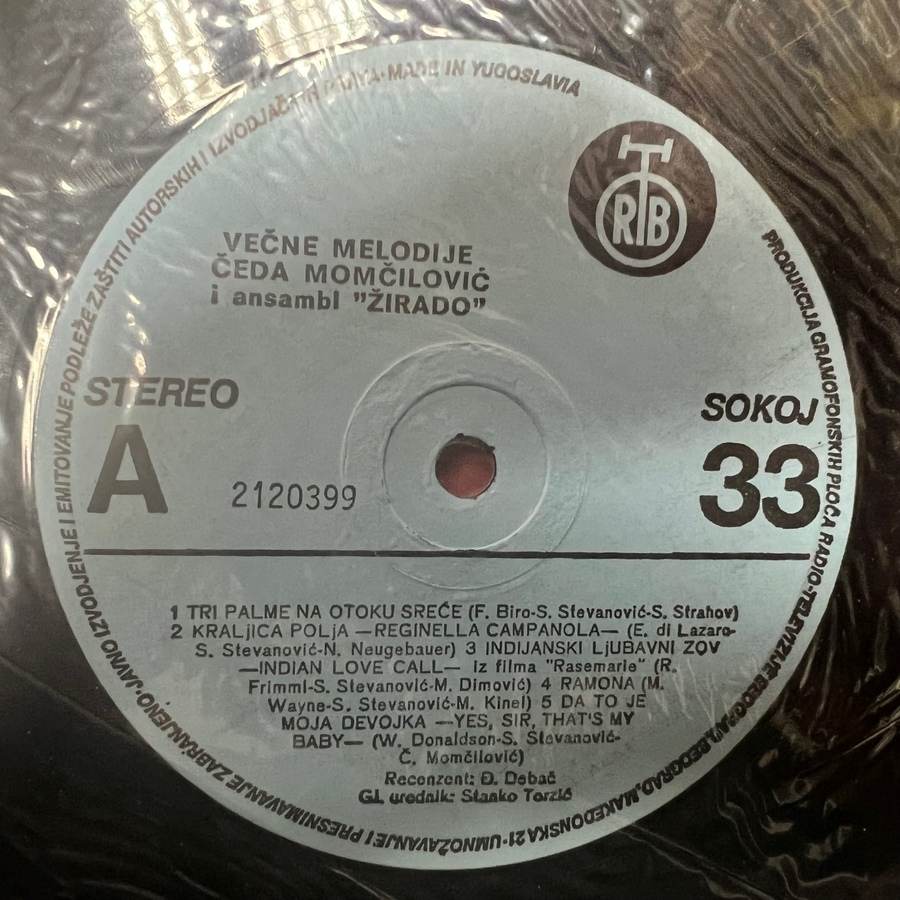 PRODUKCIJA GRAMOFONSKIH PLOČA RADIO-TELEVIZIJE BEOGRAD, BEOGRAD, MAKEDONSKA 21 · UMNOŽAVANJE I PRESNIMAVANJE ZABRANJENO · JAVNO IZVODJENJE I EMITOVANJE PODLEŽE ZAŠTITI AUTORSKIH I IZVODJAČKIH PRAVA · MADE IN YUGOSLAVIA
RTB
VEČNE MELODIJE
ČEDA MOMČILOVIĆ
i ansambl "ŽIRADO"
STEREO
SOKOJ
A
2120399
33
1 TRI PALME NA OTOKU SREĆE (F. Biro-S. Stevanović-S. Strahov)
2 KRALjICA POLjA —REGINELLA CAMPANOLA— (E. di Lazaro-
S. Stevanović-N. Neugebauer) 3 INDIJANSKI LjUBAVNI ZOV
—INDIAN LOVE CALL— iz filma "Rasemarie" (R.
Frimml-S. Stevanović-M. Dimović) 4 RAMONA (M.
Wayne-S. Stevanović-M. Kinel) 5 DA TO JE
MOJA DEVOJKA —YES, SIR, THAT'S MY
BABY— (W. Donaldson-S. Stevanović-
Č. Momčilović)
Recenzent: Đ. Debač
Gl. urednik: Stanko Terzić